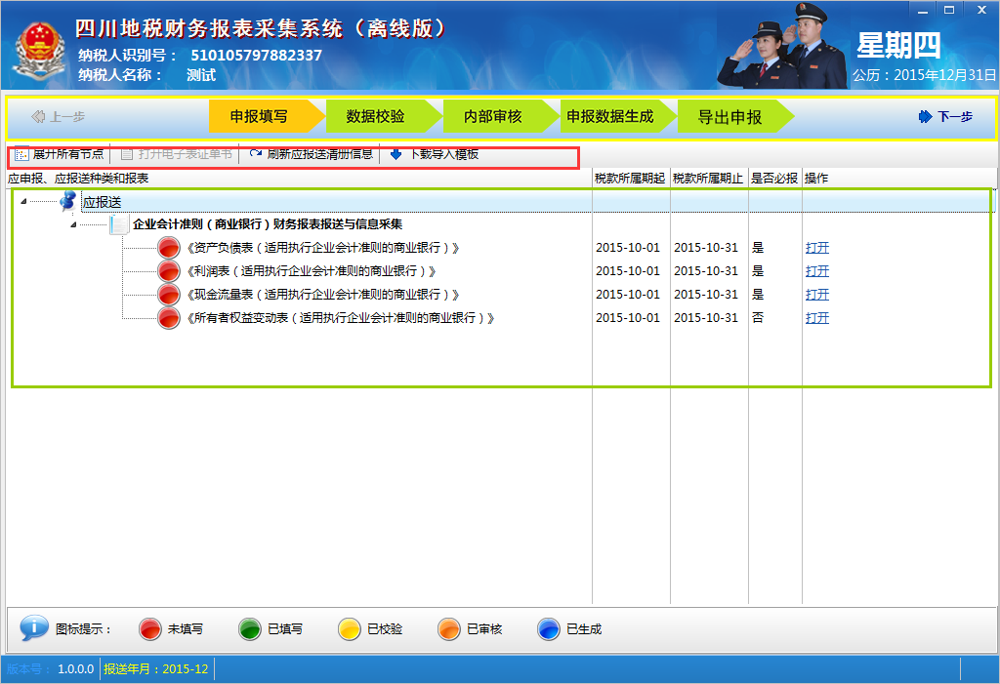 四川地税财务报表采集系统（离线版）
纳税人识别号： 510105797882337
纳税人名称： 测试
星期四
公历：2015年12月31日
上一步 申报填写 数据校验 内部审核 申报数据生成 导出申报 下一步
展开所有节点 打开电子表证单书 刷新应报送清册信息 下载导入模板
应申报、应报送种类和报表 税款所属期起 税款所属期止 是否必报 操作
应报送
企业会计准则（商业银行）财务报表报送与信息采集
《资产负债表（适用执行企业会计准则的商业银行）》 2015-10-01 2015-10-31 是 打开
《利润表（适用执行企业会计准则的商业银行）》 2015-10-01 2015-10-31 是 打开
《现金流量表（适用执行企业会计准则的商业银行）》 2015-10-01 2015-10-31 是 打开
《所有者权益变动表（适用执行企业会计准则的商业银行）》 2015-10-01 2015-10-31 否 打开
图标提示： 未填写 已填写 已校验 已审核 已生成
版本号： 1.0.0.0 报送年月：2015-12